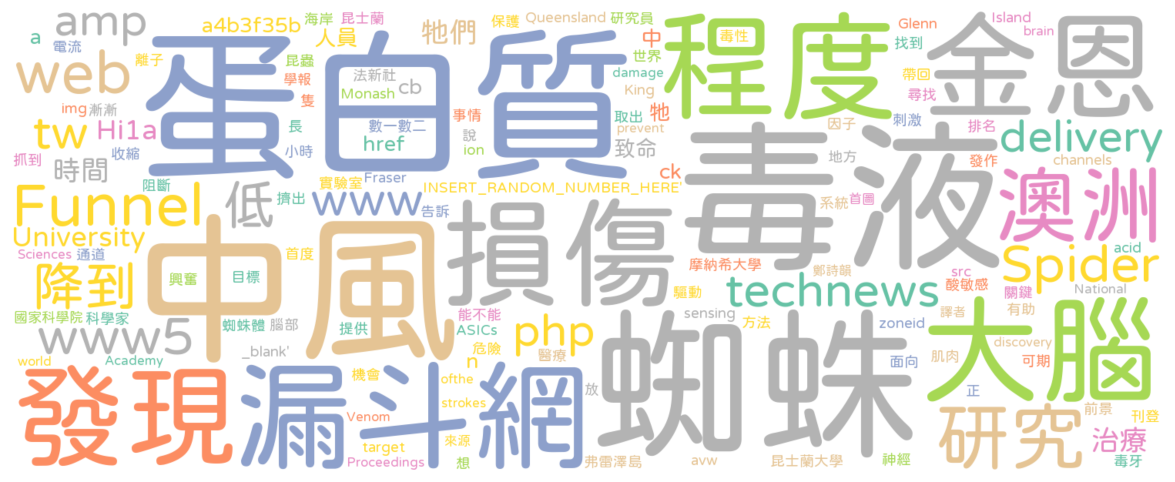 amp
a4b3f35b
海岸
昆士蘭
人員
牠們
保護
Queensland
研究員
程度
毒性
Glenn
金恩
Island
brain
找到
a
電流
離子
昆蟲
蛋白質
法新社
中
世界
web
學報
Monash
cb
damage
King
帶回
尋找
img
漸漸
隻
事情
牠
取出
刺激
tw
Hi1a
長
數一數二
說
prevent
因子
排名
delivery
抓到
收縮
小時
href
ion
致命
毒液
地方
發作
channels
時間
阻斷
實驗室
Fraser
ck
澳洲
Funnel
低
擠出
www
INSERT_RANDOM_NUMBER_HERE'
告訴
系統
首圖
University
中風
損傷
Sciences
通道
首度
摩納希大學
鄭詩韻
acid
Spider
降到
興奮
目標
驅動
technews
src
酸敏感
關鍵
National
國家科學院
科學家
蜘蛛體
腦部
提供
能不能
ASICs
php
sensing
方法
zoneid
有助
譯者
www5
_blank'
危險
醫療
蜘蛛
大腦
discovery
world
Academy
發現
漏斗網
機會
ofthe
n
面向
肌肉
可期
strokes
放
正
Venom
研究
前景
刊登
target
來源
治療
Proceedings
想
弗雷澤島
avw
昆士蘭大學
神經
毒牙